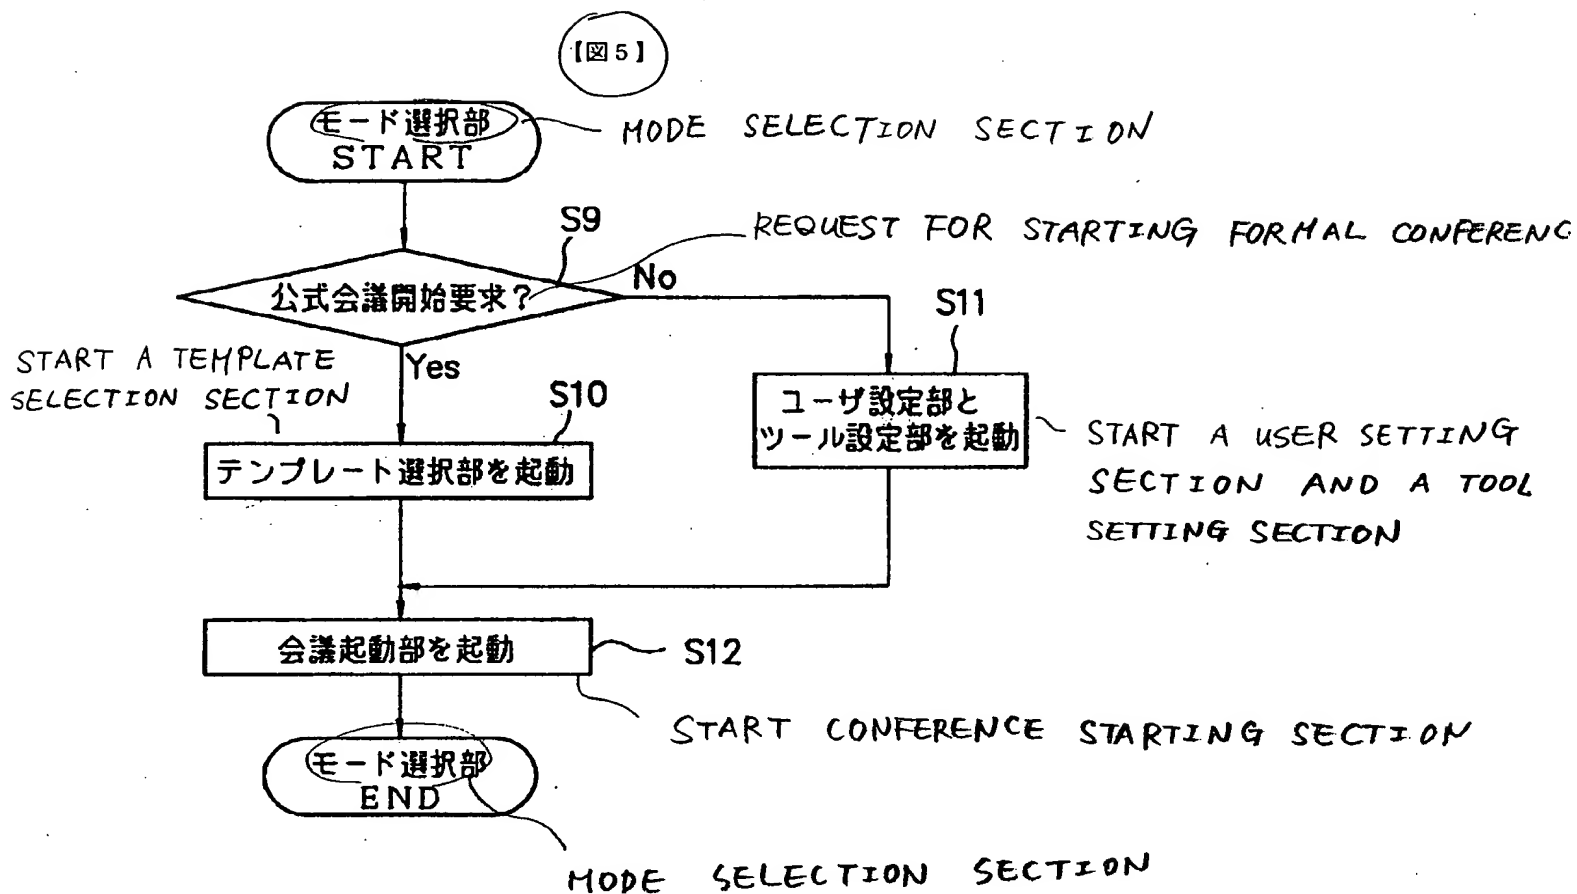 【図5】
モード選択部
START
MODE SELECTION SECTION
S9
REQUEST FOR STARTING FORMAL CONFERENC
公式会議開始要求?
No
S11
START A TEMPLATE
SELECTION SECTION
Yes
S10
ユーザ設定部と
ツール設定部を起動
START A USER SETTING
SECTION AND A TOOL
SETTING SECTION
テンプレート選択部を起動
会議起動部を起動
S12
START CONFERENCE STARTING SECTION
モード選択部
END
MODE SELECTION SECTION